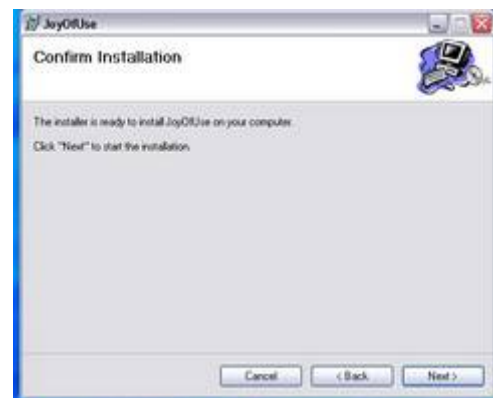 JoyOfUse
Confirm Installation
The installer is ready to install JoyOfUse on your computer.
Click "Next" to start the installation.
Cancel
< Back
Next >